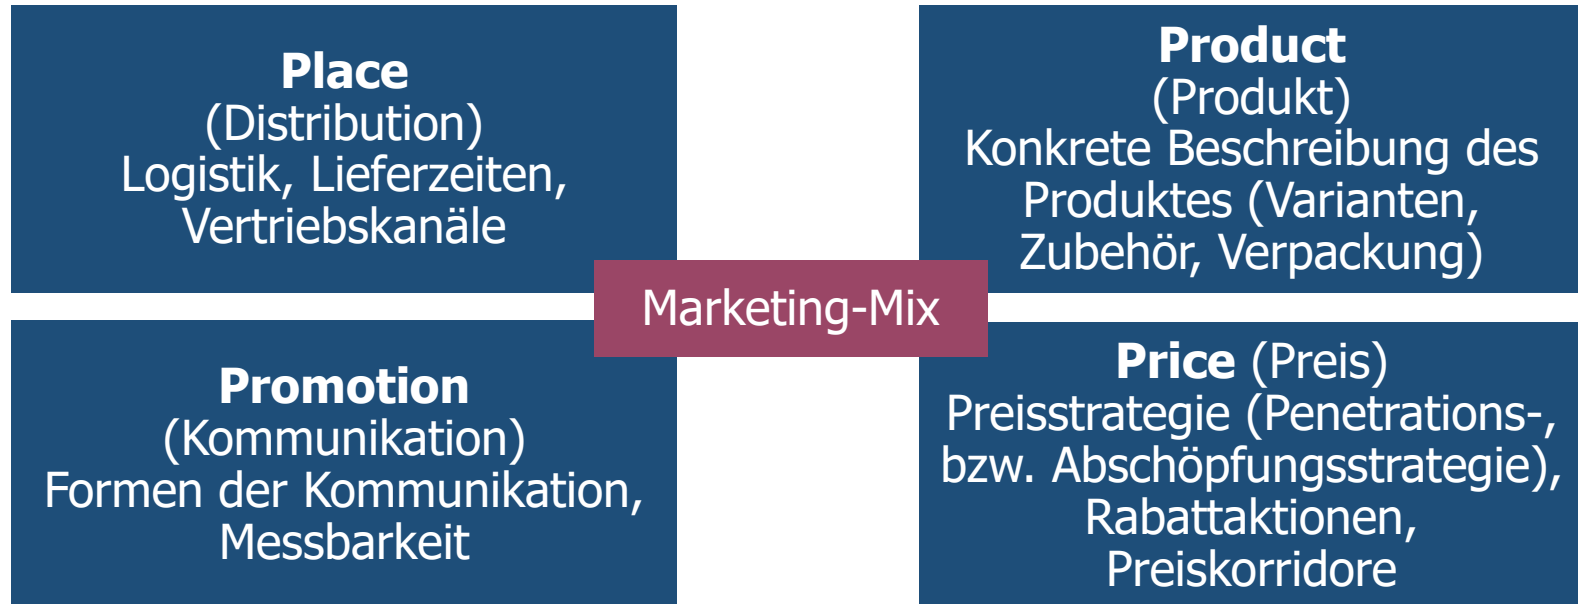 Place
(Distribution)
Logistik, Lieferzeiten,
Vertriebskanäle
Product
(Produkt)
Konkrete Beschreibung des
Produktes (Varianten,
Zubehör, Verpackung)
Marketing-Mix
Promotion
(Kommunikation)
Formen der Kommunikation,
Messbarkeit
Price (Preis)
Preisstrategie (Penetrations-,
bzw. Abschöpfungsstrategie),
Rabattaktionen,
Preiskorridore